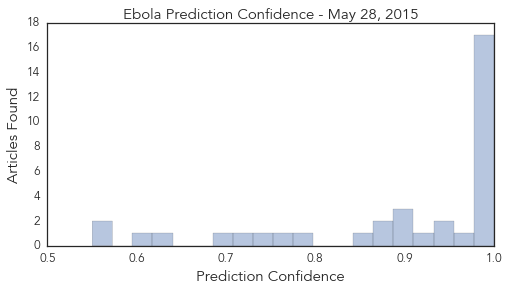 Ebola Prediction Confidence - May 28, 2015
18
16
14
12
10
8
6
4
2
0
Articles Found
0.5 0.6 0.7 0.8 0.9 1.0
Prediction Confidence